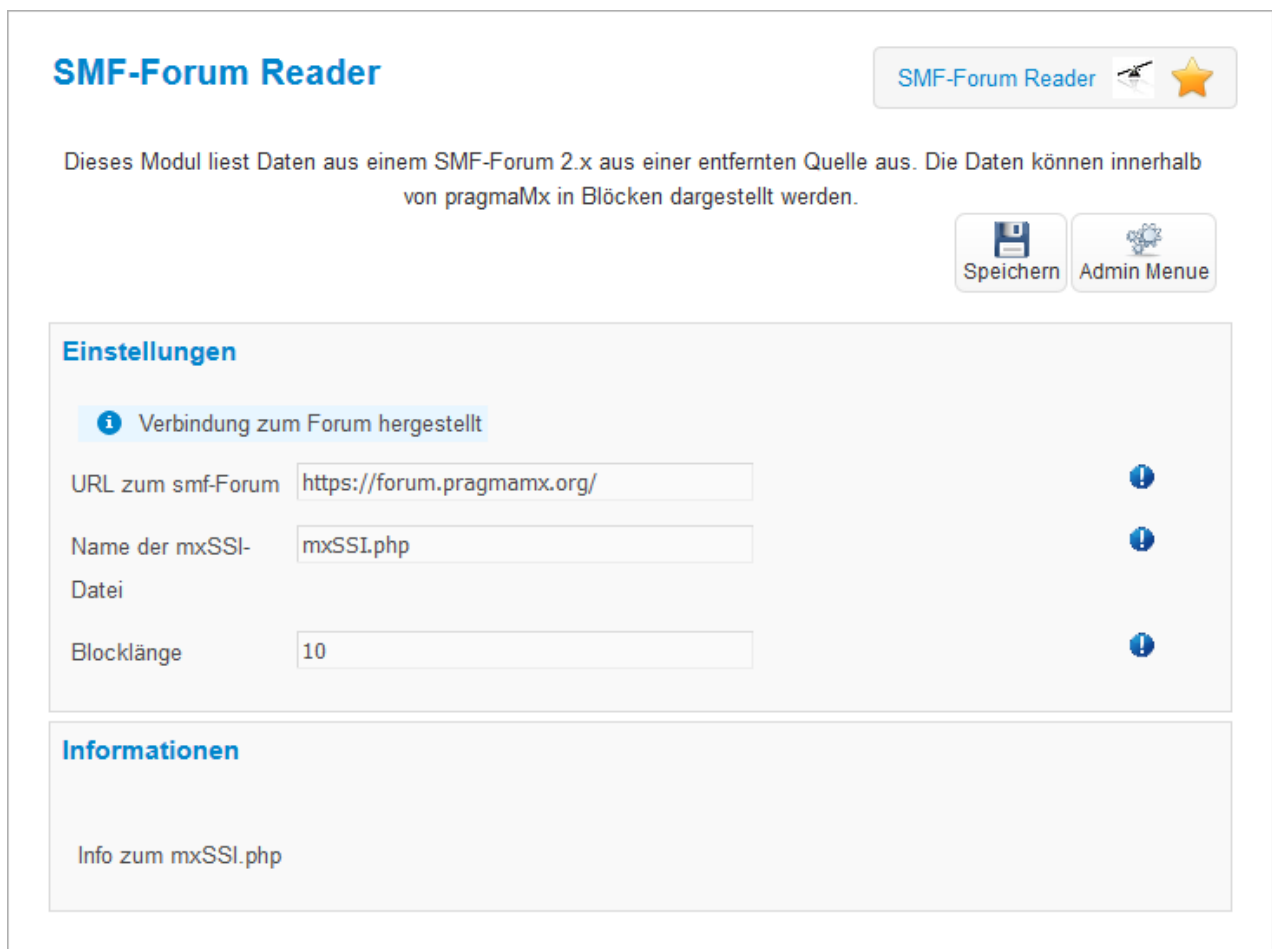 SMF-Forum Reader
SMF-Forum Reader
Dieses Modul liest Daten aus einem SMF-Forum 2.x aus einer entfernten Quelle aus. Die Daten können innerhalb
von pragmaMx in Blöcken dargestellt werden.
Speichern
Admin Menue
Einstellungen
Verbindung zum Forum hergestellt
URL zum smf-Forum
https://forum.pragmamx.org/
Name der mxSSI-
Datei
mxSSI.php
Blocklänge
10
Informationen
Info zum mxSSI.php